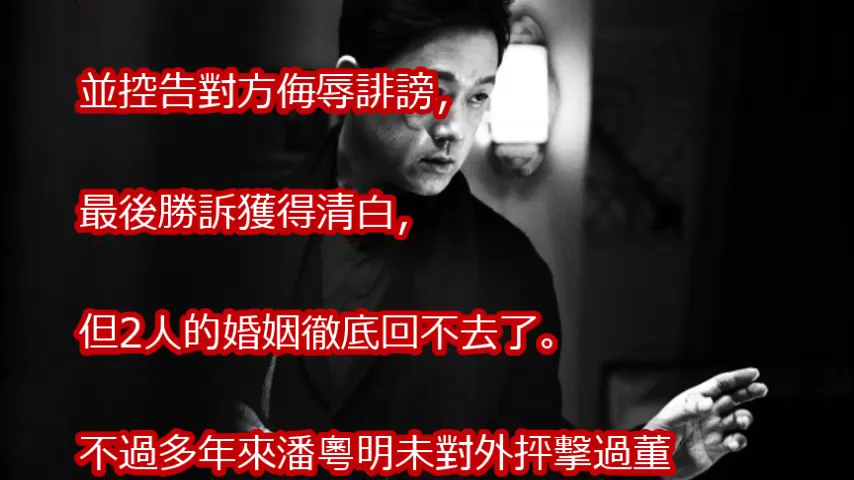 並控告對方侮辱誹謗,
最後勝訴獲得清白,
但2人的婚姻徹底回不去了。
不過多年來潘粵明未對外抨擊過董